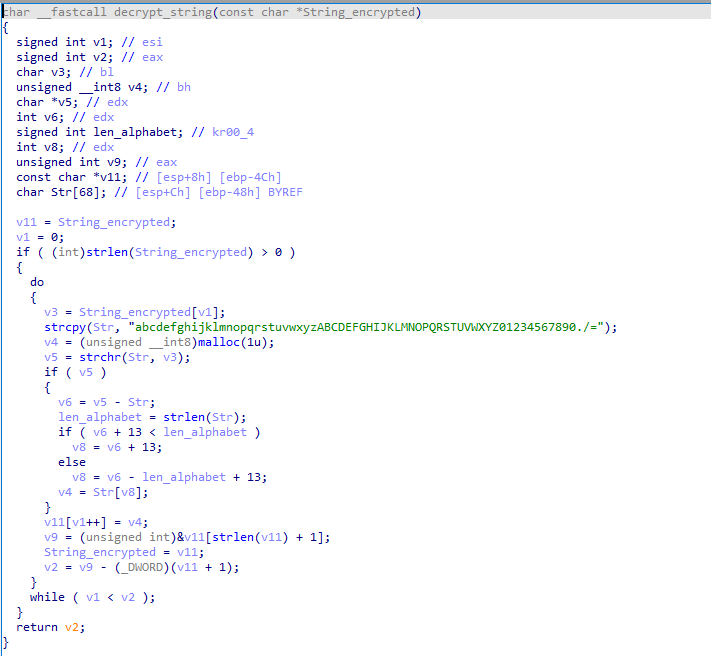 char __fastcall decrypt_string(const char *String_encrypted)
{
  signed int v1; // esi
  signed int v2; // eax
  char v3; // bl
  unsigned __int8 v4; // bh
  char *v5; // edx
  int v6; // edx
  signed int len_alphabet; // kr00_4
  int v8; // edx
  unsigned int v9; // eax
  const char *v11; // [esp+8h] [ebp-4Ch]
  char Str[68]; // [esp+Ch] [ebp-48h] BYREF

  v11 = String_encrypted;
  v1 = 0;
  if ( (int)strlen(String_encrypted) > 0 )
  {
    do
    {
      v3 = String_encrypted[v1];
      strcpy(Str, "abcdefghijklmnopqrstuvwxyzABCDEFGHIJKLMNOPQRSTUVWXYZ01234567890./=");
      v4 = (unsigned __int8)malloc(1u);
      v5 = strchr(Str, v3);
      if ( v5 )
      {
        v6 = v5 - Str;
        len_alphabet = strlen(Str);
        if ( v6 + 13 < len_alphabet )
          v8 = v6 + 13;
        else
          v8 = v6 - len_alphabet + 13;
        v4 = Str[v8];
      }
      v11[v1++] = v4;
      v9 = (unsigned int)&v11[strlen(v11) + 1];
      String_encrypted = v11;
      v2 = v9 - (_DWORD)(v11 + 1);
    }
    while ( v1 < v2 );
  }
  return v2;
}